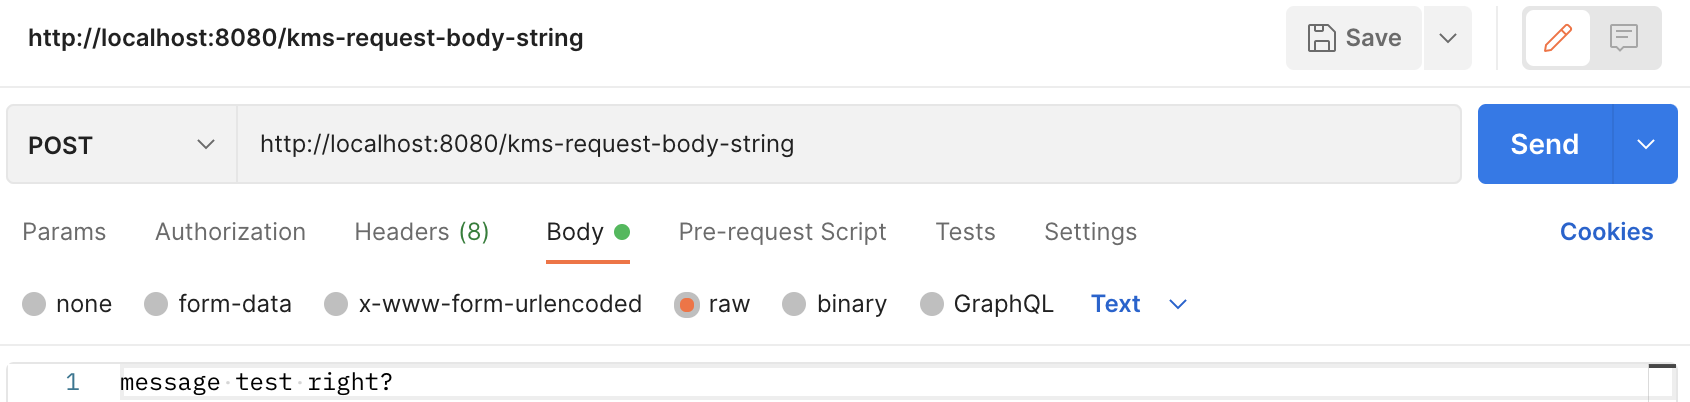 http://localhost:8080/kms-request-body-string
Save
POST
http://localhost:8080/kms-request-body-string
Send
Params Authorization Headers (8) Body Pre-request Script Tests Settings Cookies
none form-data x-www-form-urlencoded raw binary GraphQL Text
1 message test right?